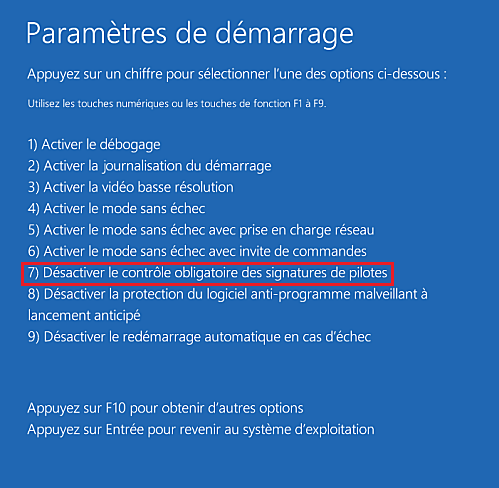 Paramètres de démarrage
Appuyez sur un chiffre pour sélectionner l'une des options ci-dessous :
Utilisez les touches numériques ou les touches de fonction F1 à F9.
1) Activer le débogage
2) Activer la journalisation du démarrage
3) Activer la vidéo basse résolution
4) Activer le mode sans échec
5) Activer le mode sans échec avec prise en charge réseau
6) Activer le mode sans échec avec invite de commandes
7) Désactiver le contrôle obligatoire des signatures de pilotes
8) Désactiver la protection du logiciel anti-programme malveillant à
lancement anticipé
9) Désactiver le redémarrage automatique en cas d'échec
Appuyez sur F10 pour obtenir d'autres options
Appuyez sur Entrée pour revenir au système d'exploitation